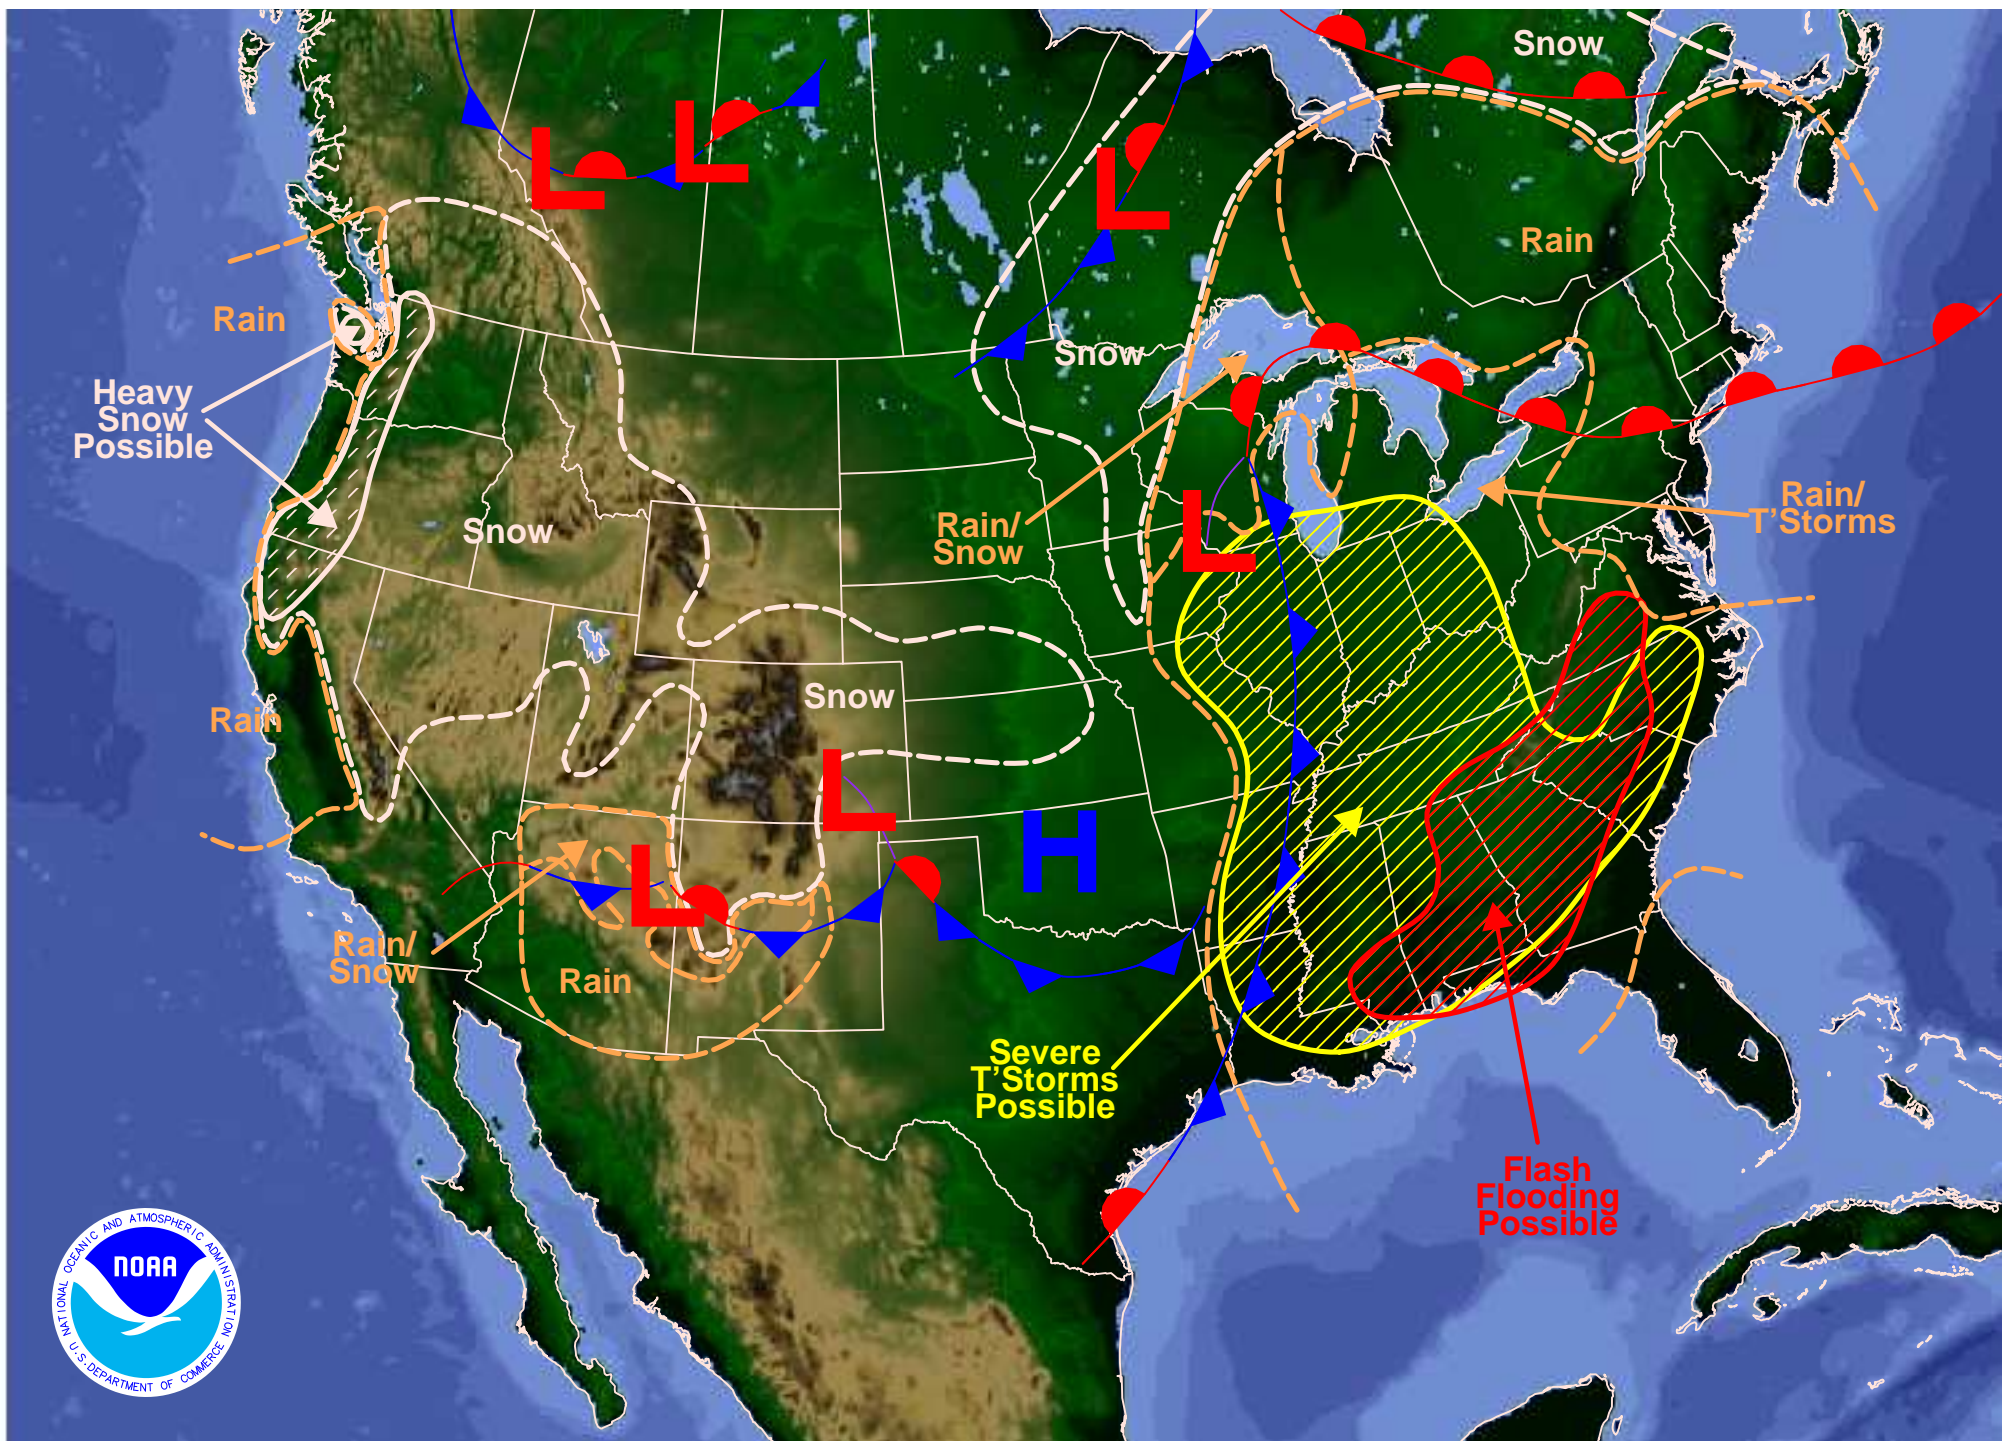 Snow
L
L
L
Rain
Rain
Snow
Heavy
Snow
Possible
Rain/
Snow
Snow
Rain/
T'Storms
L
Snow
Rain
L
H
L
Rain/
Snow
Rain
Severe
T'Storms
Possible
Flash
Flooding
Possible
NATIONAL OCEANIC AND ATMOSPHERIC ADMINISTRATION
NOAA
U.S. DEPARTMENT OF COMMERCE